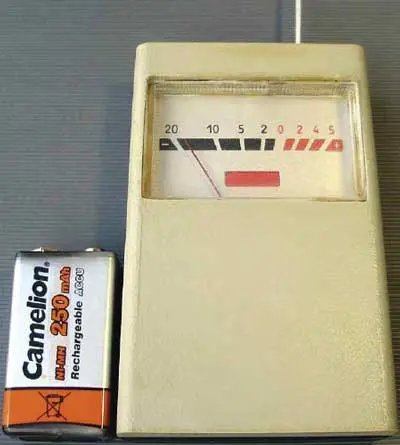 20 10 5 2 0 2 4 5
- +
Camelion®
NI-MH 250 mAh
Rechargeable ACCU